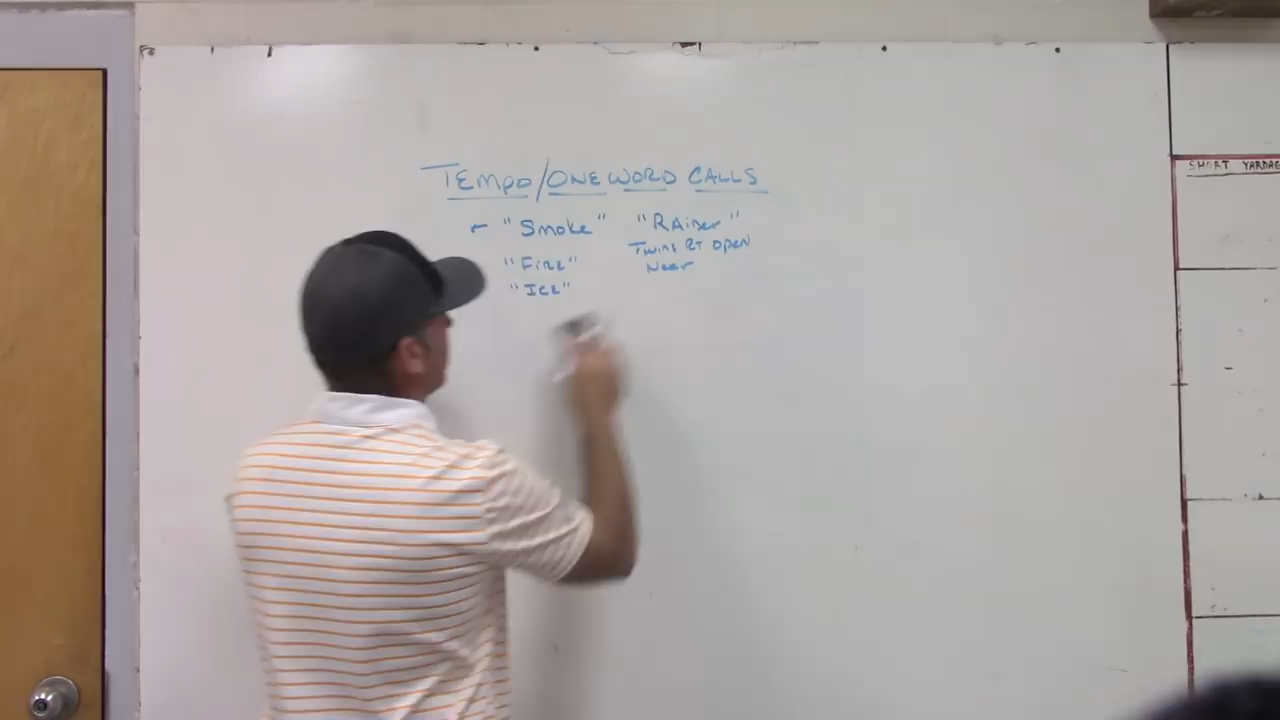 TEMPO/ONE WORD CALLS
← "Smoke" "RAider"
Twins RT open
Near
"Fire"
"Ice"
SHORT YARDAGE